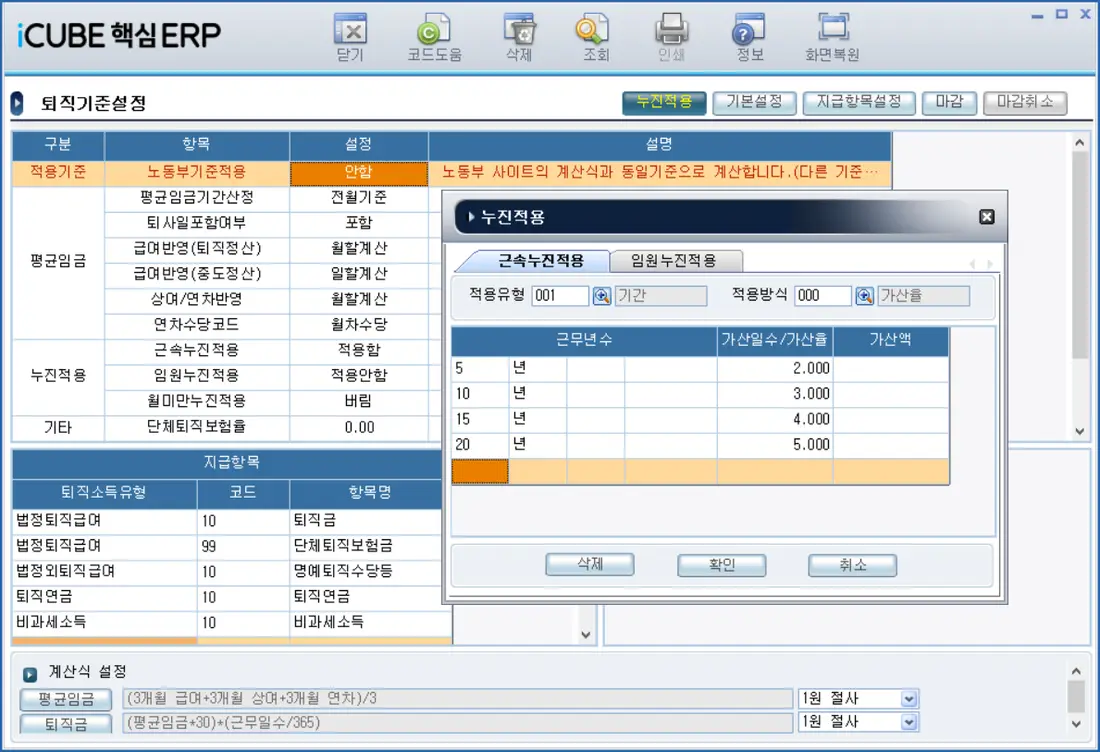 iCUBE 핵심ERP
닫기 코드도움 삭제 조회 인쇄 정보 화면복원
퇴직기준설정 누진적용 기본설정 지급항목설정 마감 마감취소
구분 항목 설정 설명
적용기준 노동부기준적용 안함 노동부 사이트의 계산식과 동일기준으로 계산합니다.(다른 기준…
평균임금기간산정 전월기준
퇴사일포함여부 포함
평균임금 급여반영(퇴직정산) 월할계산
급여반영(중도정산) 일할계산
상여/연차반영 월할계산
연차수당코드 월차수당
근속누진적용 적용함
누진적용 임원누진적용 적용안함
월미만누진적용 버림
기타 단체퇴직보험율 0.00
누진적용
근속누진적용 임원누진적용
적용유형 001 기간 적용방식 000 가산율
근무년수 가산일수/가산율 가산액
5 년 2.000
10 년 3.000
15 년 4.000
20 년 5.000
삭제 확인 취소
지급항목
퇴직소득유형 코드 항목명
법정퇴직급여 10 퇴직금
법정퇴직급여 99 단체퇴직보험금
법정외퇴직급여 10 명예퇴직수당등
퇴직연금 10 퇴직연금
비과세소득 10 비과세소득
계산식 설정
평균임금 (3개월 급여+3개월 상여+3개월 연차)/3 1원 절사
퇴직금 (평균임금*30)*(근무일수/365) 1원 절사